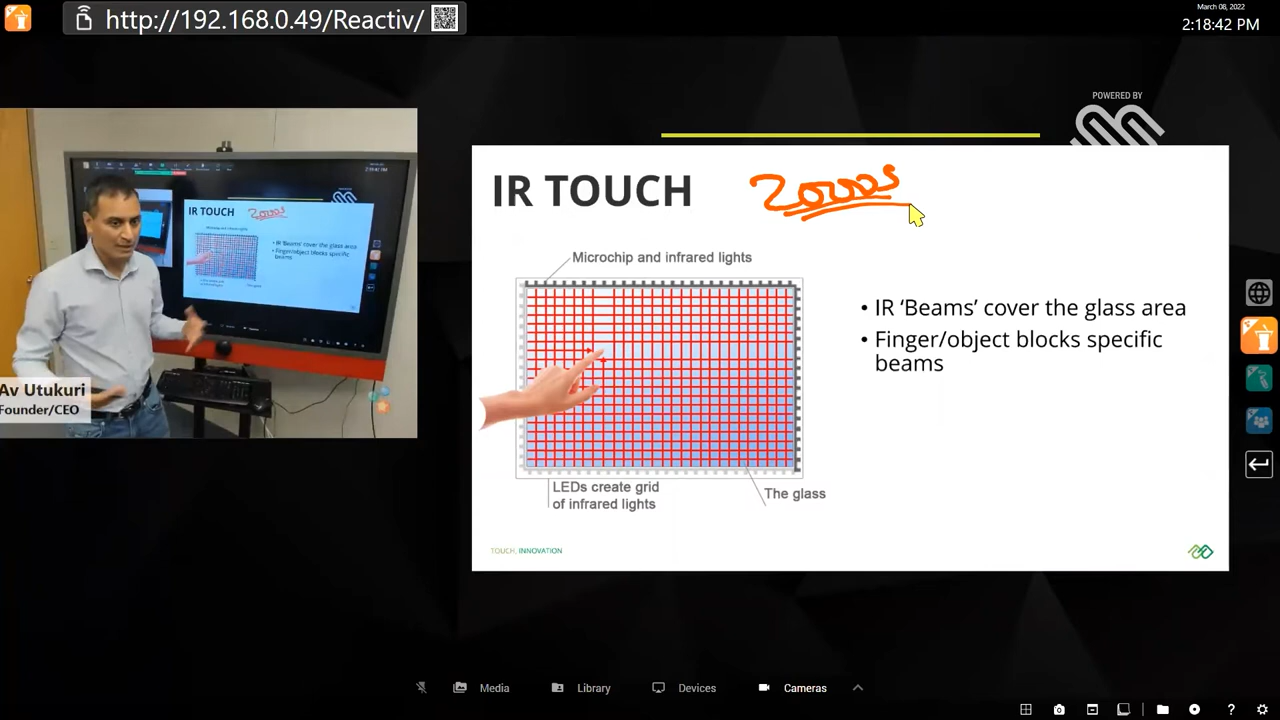 http://192.168.0.49/Reactiv/
March 08, 2022
2:18:42 PM
POWERED BY
IR TOUCH
2000s
Microchip and infrared lights
• IR ‘Beams’ cover the glass area
• Finger/object blocks specific
beams
LEDs create grid
of infrared lights
The glass
TOUCH, INNOVATION
IR TOUCH
2000s
Av Utukuri
Founder/CEO
Media
Library
Devices
Cameras